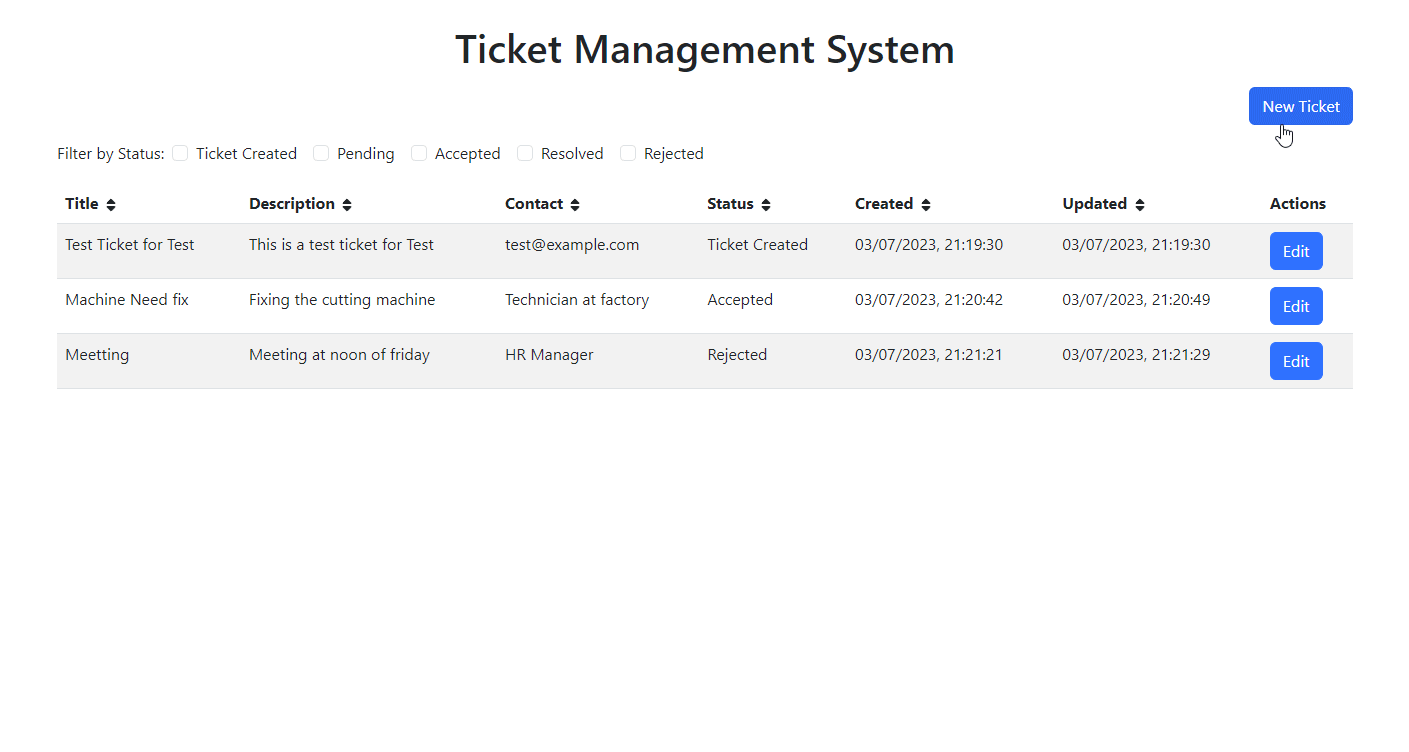 Ticket Management System
New Ticket
Filter by Status: Ticket Created Pending Accepted Resolved Rejected
Title Description Contact Status Created Updated Actions
Test Ticket for Test This is a test ticket for Test test@example.com Ticket Created 03/07/2023, 21:19:30 03/07/2023, 21:19:30 Edit
Machine Need fix Fixing the cutting machine Technician at factory Accepted 03/07/2023, 21:20:42 03/07/2023, 21:20:49 Edit
Meetting Meeting at noon of friday HR Manager Rejected 03/07/2023, 21:21:21 03/07/2023, 21:21:29 Edit